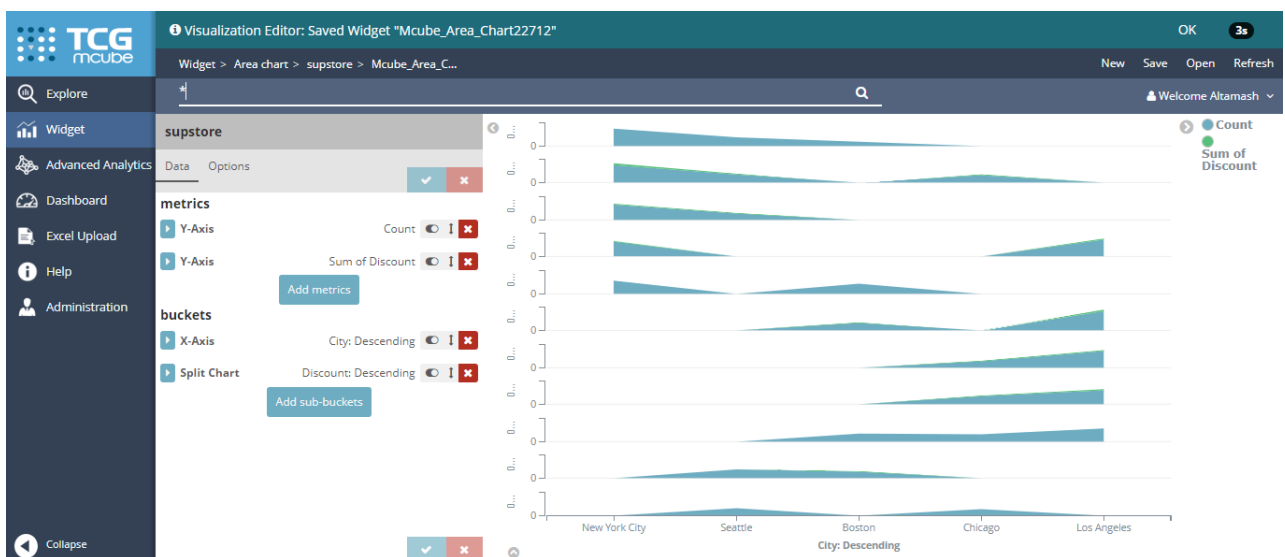 TCG
mcube
Visualization Editor: Saved Widget "Mcube_Area_Chart22712"
OK
3s
Widget > Area chart > supstore > Mcube_Area_C...
New Save Open Refresh
*
Welcome Altamash
Explore
Widget
Advanced Analytics
Dashboard
Excel Upload
Help
Administration
Collapse
supstore
Data Options
metrics
Y-Axis Count
Y-Axis Sum of Discount
Add metrics
buckets
X-Axis City: Descending
Split Chart Discount: Descending
Add sub-buckets
0
0
0
0
0
0
0
0
0
0
0
New York City Seattle Boston Chicago Los Angeles
City: Descending
Count
Sum of
Discount